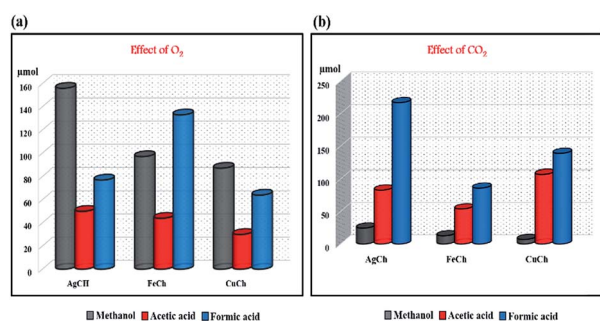 (a)
Effect of O₂
µmol
160
140
120
100
80
60
40
20
0
AgCH
FeCh
CuCh
Methanol Acetic acid Formic acid
(b)
Effect of CO₂
µmol
250
200
150
100
50
0
AgCh
FeCh
CuCh
Methanol Acetic acid Formic acid